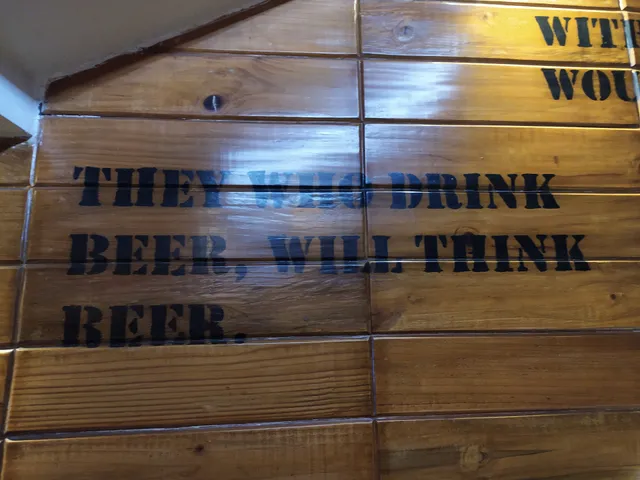 THEY WHO DRINK
BEER, WILL THINK
BEER.